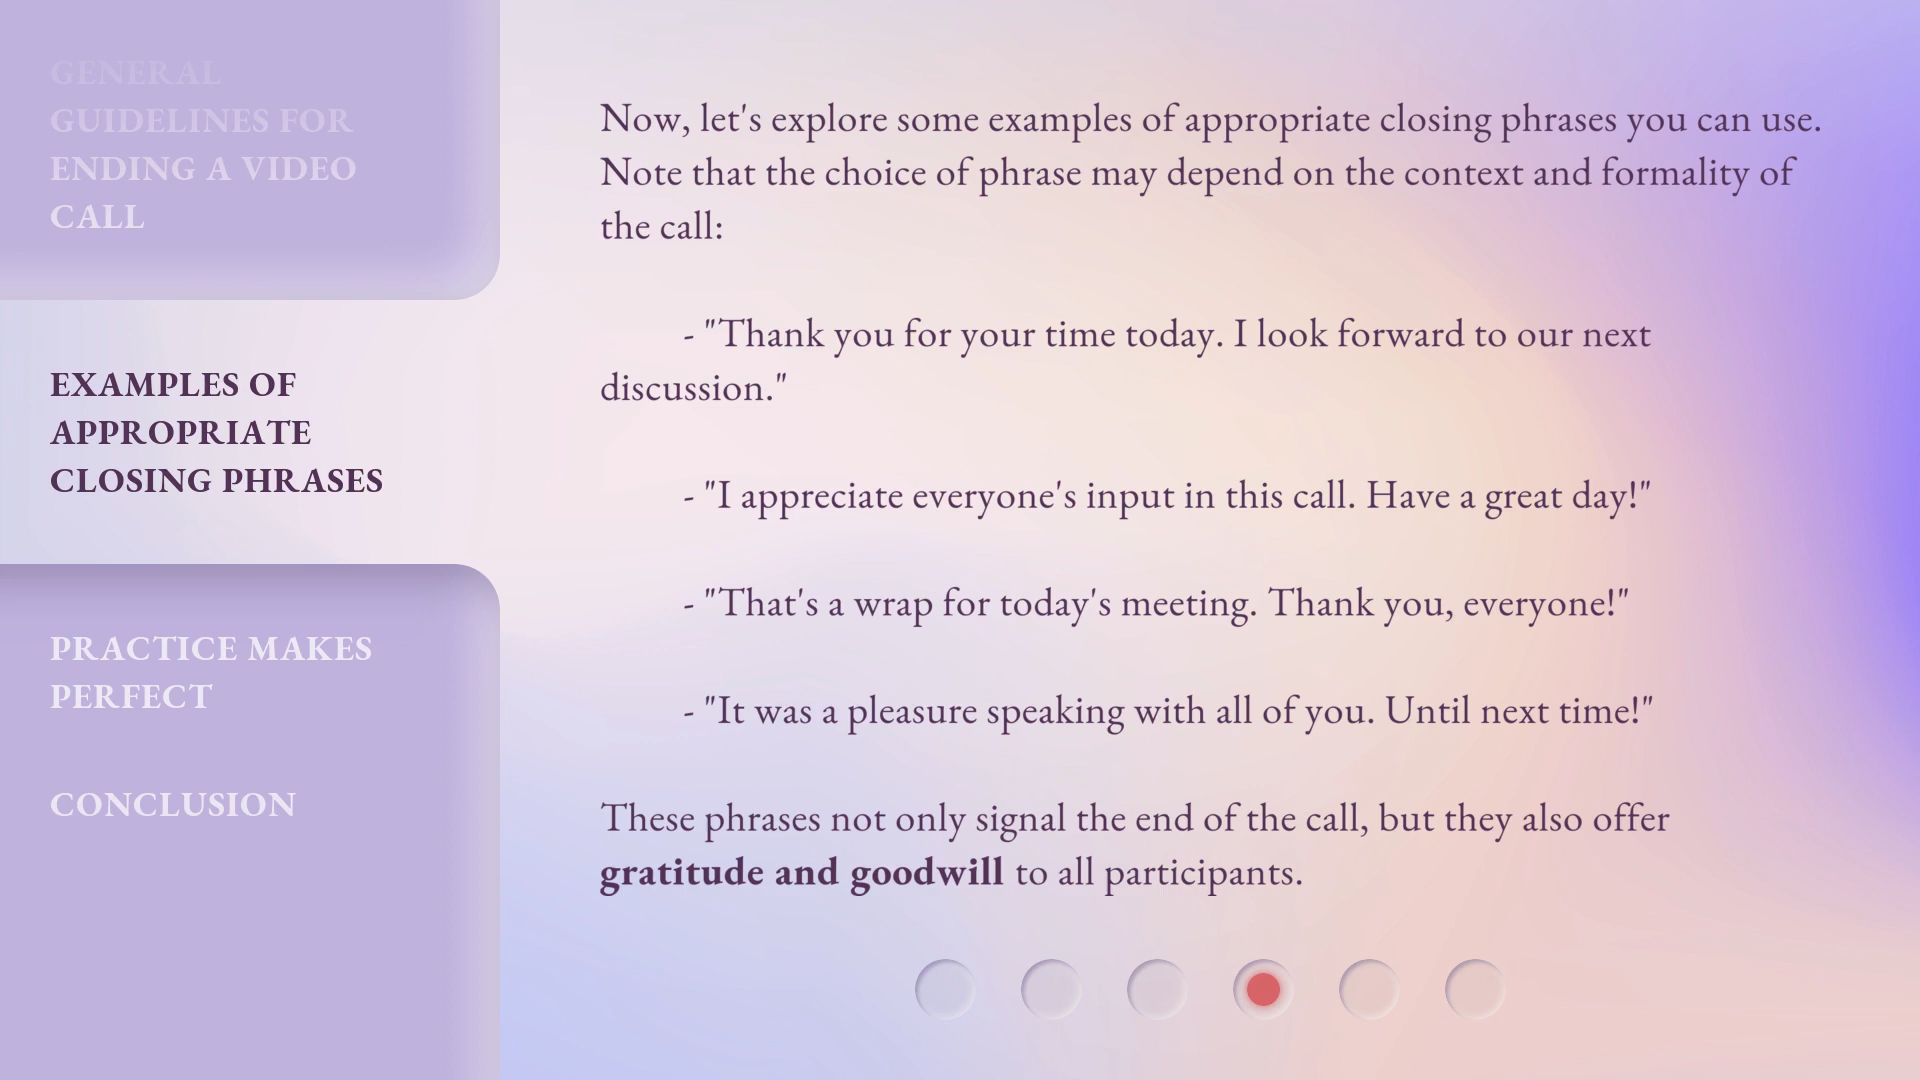 GENERAL
GUIDELINES FOR
ENDING A VIDEO
CALL
EXAMPLES OF
APPROPRIATE
CLOSING PHRASES
PRACTICE MAKES
PERFECT
CONCLUSION
Now, let's explore some examples of appropriate closing phrases you can use.
Note that the choice of phrase may depend on the context and formality of
the call:
- "Thank you for your time today. I look forward to our next
discussion."
- "I appreciate everyone's input in this call. Have a great day!"
- "That's a wrap for today's meeting. Thank you, everyone!"
- "It was a pleasure speaking with all of you. Until next time!"
These phrases not only signal the end of the call, but they also offer
gratitude and goodwill to all participants.